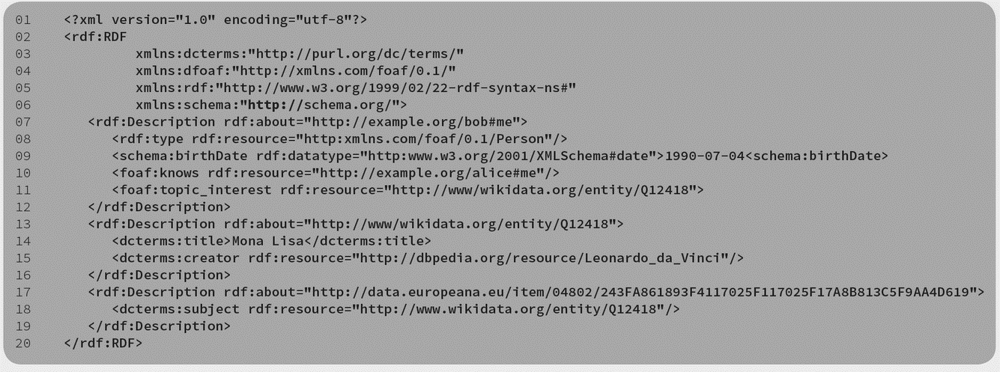 01 <?xml version="1.0" encoding="utf-8"?>
02 <rdf:RDF
03 xmlns:dcterms:"http://purl.org/dc/terms/"
04 xmlns:dfoaf:"http://xmlns.com/foaf/0.1/"
05 xmlns:rdf:"http://www.w3.org/1999/02/22-rdf-syntax-ns#"
06 xmlns:schema:"http://schema.org/">
07 <rdf:Description rdf:about="http://example.org/bob#me">
08 <rdf:type rdf:resource="http:xmlns.com/foaf/0.1/Person"/>
09 <schema:birthDate rdf:datatype="http:www.w3.org/2001/XMLSchema#date">1990-07-04<schema:birthDate>
10 <foaf:knows rdf:resource="http://example.org/alice#me"/>
11 <foaf:topic_interest rdf:resource="http://www/wikidata.org/entity/Q12418">
12 </rdf:Description>
13 <rdf:Description rdf:about="http://www/wikidata.org/entity/Q12418">
14 <dcterms:title>Mona Lisa</dcterms:title>
15 <dcterms:creator rdf:resource="http://dbpedia.org/resource/Leonardo_da_Vinci"/>
16 </rdf:Description>
17 <rdf:Description rdf:about="http://data.europeana.eu/item/04802/243FA861893F4117025F117025F17A8B813C5F9AA4D619">
18 <dcterms:subject rdf:resource="http://www.wikidata.org/entity/Q12418"/>
19 </rdf:Description>
20 </rdf:RDF>